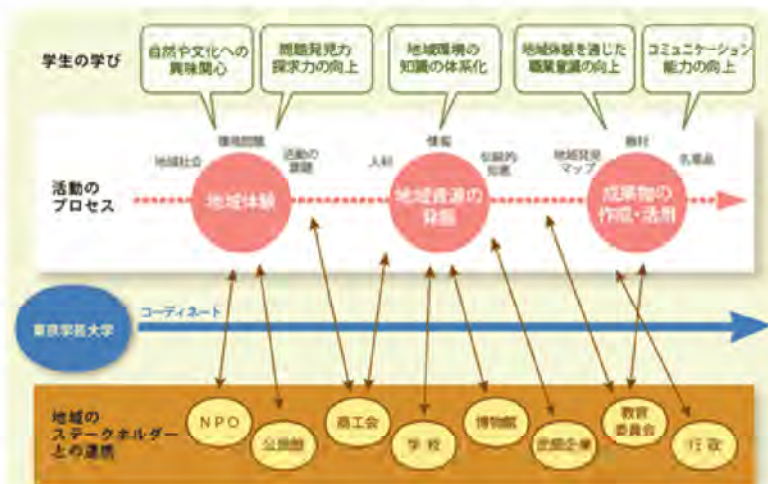 学生の学び
自然や文化への
興味関心
問題発見力
探求力の向上
地域環境の
知識の体系化
地域体験を通じた
職業意識の向上
コミュニケーション
能力の向上
活動の
プロセス
地域社会
環境問題
活動の
課題
地域体験
人材
情報
伝統的
知恵
地域資源の
発掘
地域発見
マップ
教材
成果物の
作成・活用
東京学芸大学
コーディネート
地域の
ステークホルダー
との連携
NPO
公民館
商工会
学校
博物館
民間企業
教育
委員会
行政